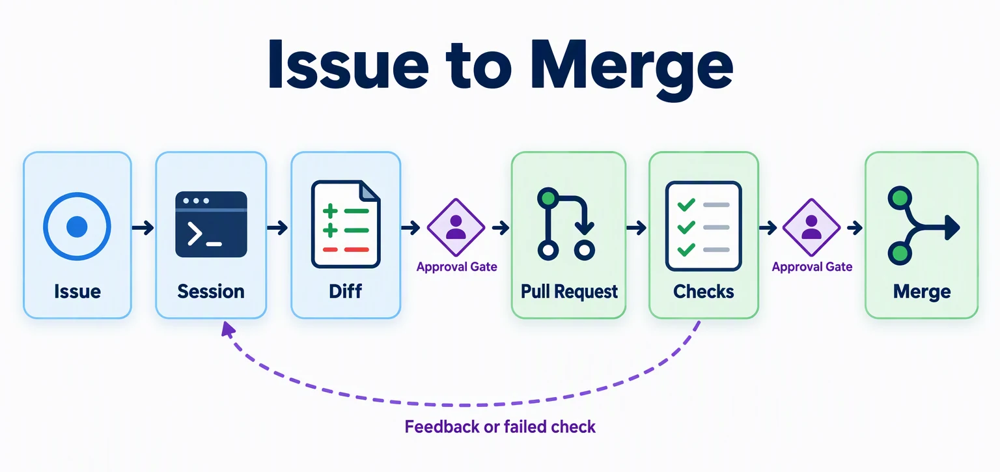 Issue to Merge
Issue
Session
Diff
Approval Gate
Pull Request
Checks
Approval Gate
Merge
Feedback or failed check